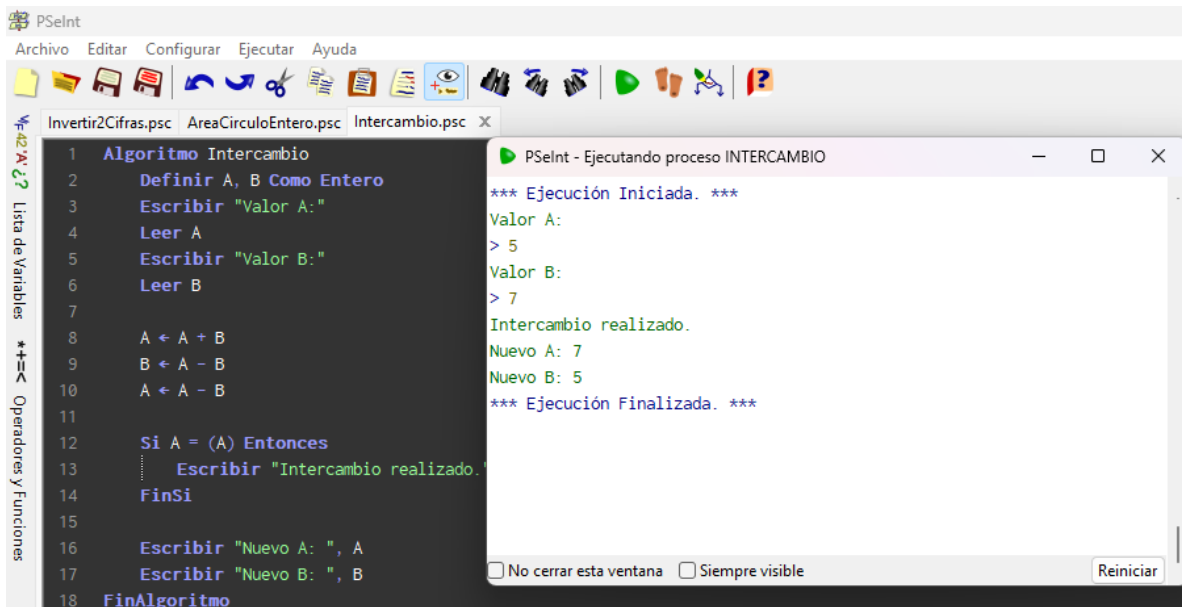 PSeInt
Archivo Editar Configurar Ejecutar Ayuda
Invertir2Cifras.psc AreaCirculoEntero.psc Intercambio.psc X
42 'A' ¿? Lista de Variables
*+=< Operadores y Funciones
1 Algoritmo Intercambio
2 Definir A, B Como Entero
3 Escribir "Valor A:"
4 Leer A
5 Escribir "Valor B:"
6 Leer B
7
8 A ← A + B
9 B ← A - B
10 A ← A - B
11
12 Si A = (A) Entonces
13 Escribir "Intercambio realizado."
14 FinSi
15
16 Escribir "Nuevo A: ", A
17 Escribir "Nuevo B: ", B
18 FinAlgoritmo
PSeInt - Ejecutando proceso INTERCAMBIO
*** Ejecución Iniciada. ***
Valor A:
> 5
Valor B:
> 7
Intercambio realizado.
Nuevo A: 7
Nuevo B: 5
*** Ejecución Finalizada. ***
No cerrar esta ventana Siempre visible Reiniciar